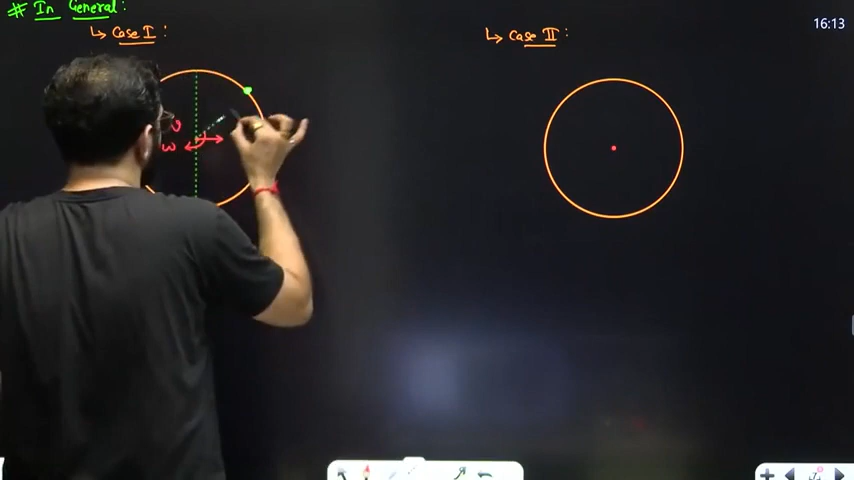 # In General:
↳ Case I :
↳ Case II :
16:13
v
ω